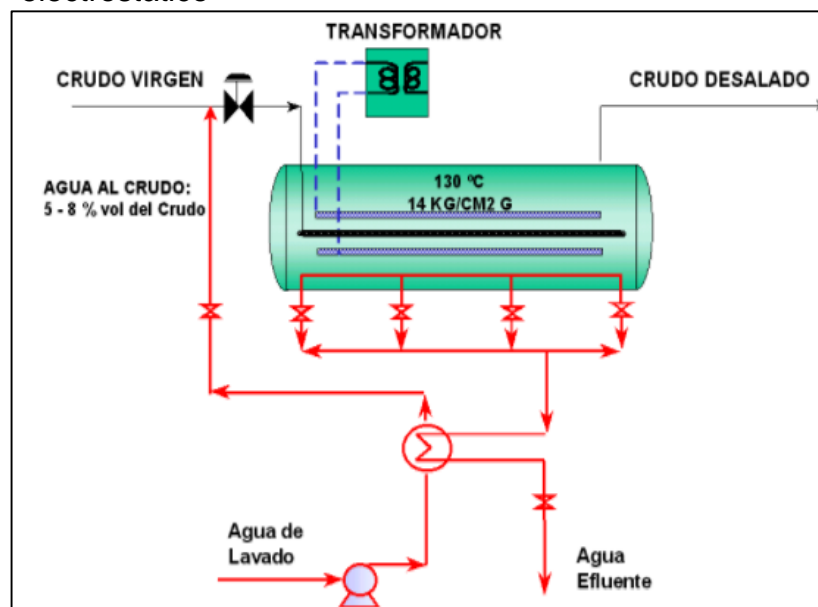 TRANSFORMADOR
CRUDO VIRGEN
CRUDO DESALADO
AGUA AL CRUDO:
5 - 8 % vol del Crudo
130 ºC
14 KG/CM2 G
Agua de
Lavado
Agua
Efluente